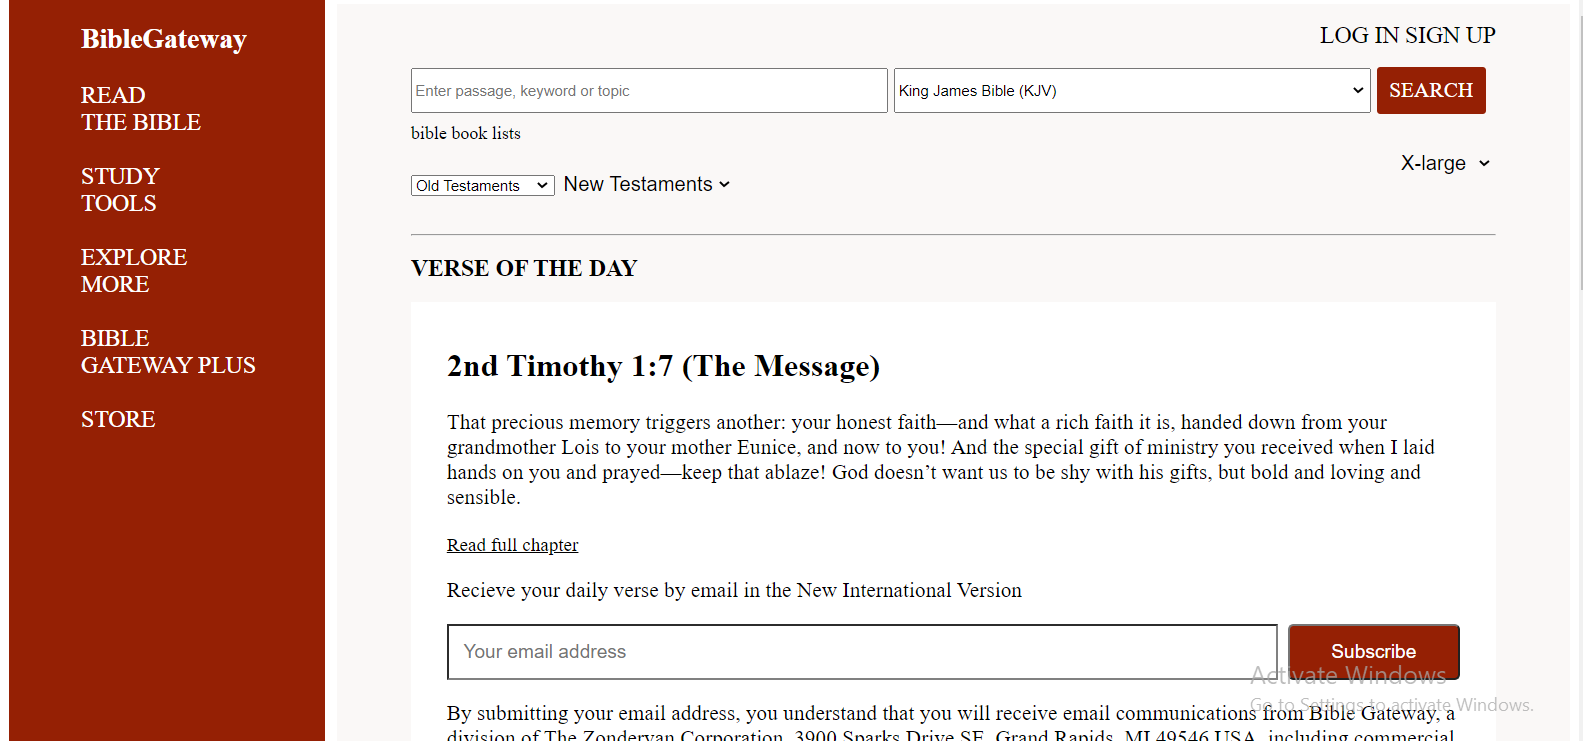 BibleGateway
READ
THE BIBLE
STUDY
TOOLS
EXPLORE
MORE
BIBLE
GATEWAY PLUS
STORE
LOG IN SIGN UP
Enter passage, keyword or topic
King James Bible (KJV)
SEARCH
bible book lists
X-large
Old Testaments
New Testaments
VERSE OF THE DAY
2nd Timothy 1:7 (The Message)
That precious memory triggers another: your honest faith—and what a rich faith it is, handed down from your
grandmother Lois to your mother Eunice, and now to you! And the special gift of ministry you received when I laid
hands on you and prayed—keep that ablaze! God doesn’t want us to be shy with his gifts, but bold and loving and
sensible.
Read full chapter
Recieve your daily verse by email in the New International Version
Your email address
Subscribe
Activate Windows
Go to Settings to activate Windows.
By submitting your email address, you understand that you will receive email communications from Bible Gateway, a
division of The Zondervan Corporation, 3900 Sparks Drive SE, Grand Rapids, MI 49546 USA, including commercial